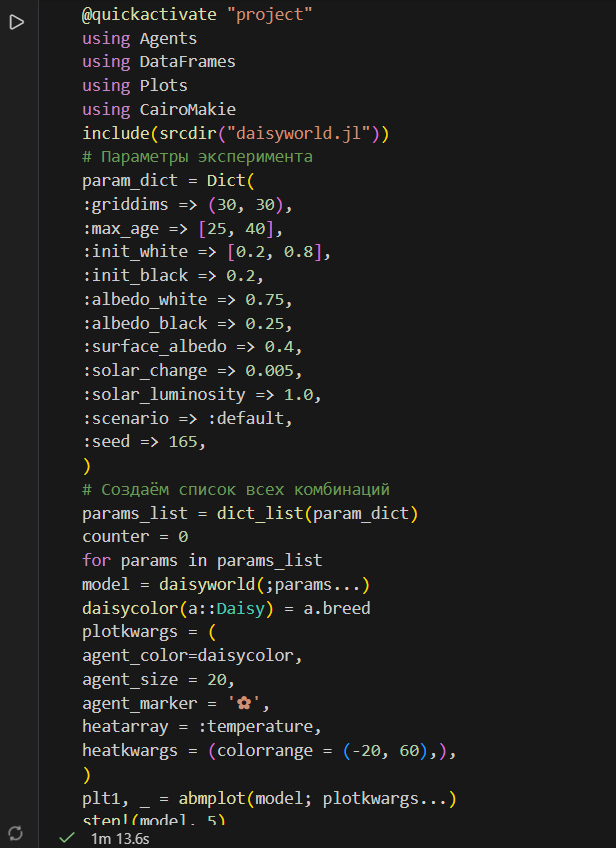 @quickactivate "project"
using Agents
using DataFrames
using Plots
using CairoMakie
include(srcdir("daisyworld.jl"))
# Параметры эксперимента
param_dict = Dict(
:griddims => (30, 30),
:max_age => [25, 40],
:init_white => [0.2, 0.8],
:init_black => 0.2,
:albedo_white => 0.75,
:albedo_black => 0.25,
:surface_albedo => 0.4,
:solar_change => 0.005,
:solar_luminosity => 1.0,
:scenario => :default,
:seed => 165,
)
# Создаём список всех комбинаций
params_list = dict_list(param_dict)
counter = 0
for params in params_list
model = daisyworld(;params...)
daisycolor(a::Daisy) = a.breed
plotkwargs = (
agent_color=daisycolor,
agent_size = 20,
agent_marker = '✿',
heatarray = :temperature,
heatkwargs = (colorrange = (-20, 60),),
)
plt1, _ = abmplot(model; plotkwargs...)
step!(model, 5)
1m 13.6s